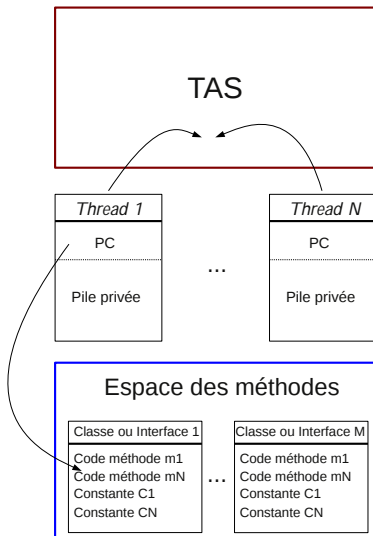 TAS
Thread 1
Thread N
PC
PC
...
Pile privée
Pile privée
Espace des méthodes
Classe ou Interface 1
Classe ou Interface M
Code méthode m1
Code méthode mN
Constante C1
Constante CN
...
Code méthode m1
Code méthode mN
Constante C1
Constante CN